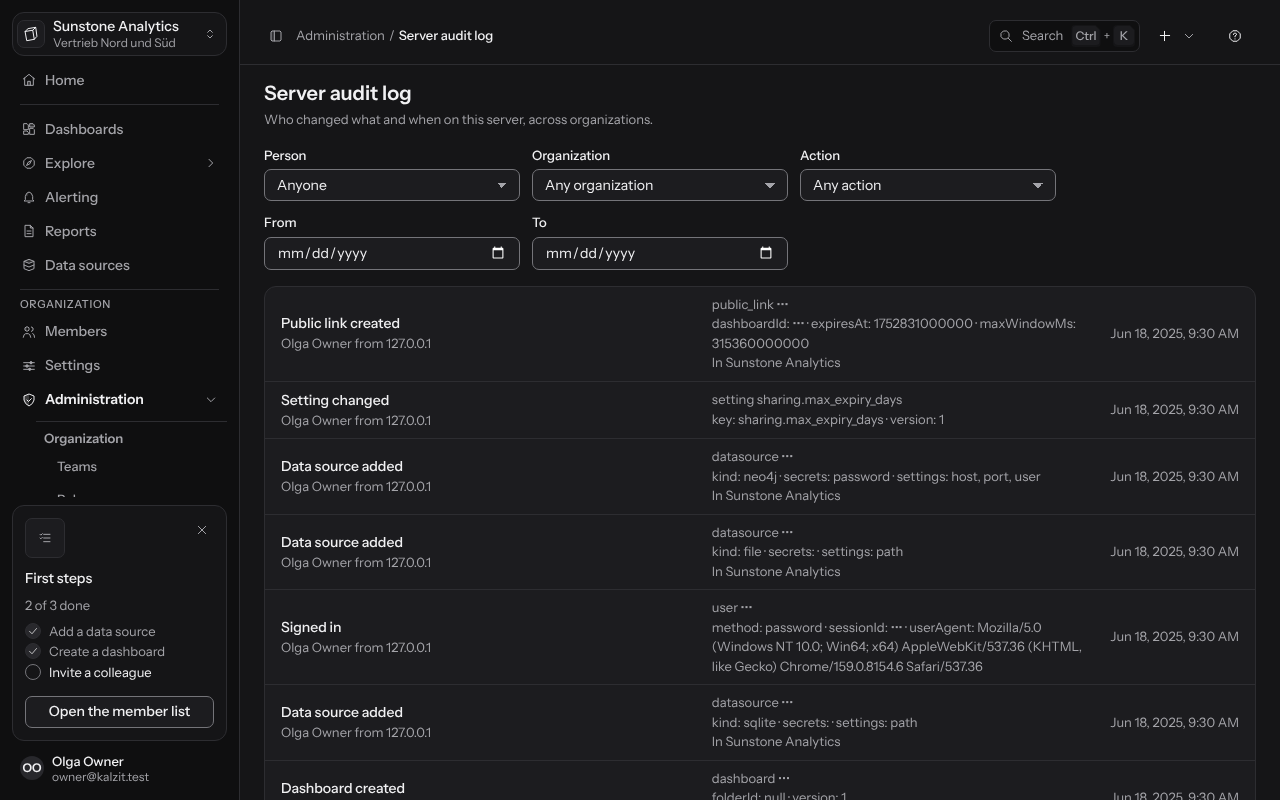 Sunstone Analytics
Vertrieb Nord und Süd
Home
Dashboards
Explore
Alerting
Reports
Data sources
ORGANIZATION
Members
Settings
Administration
Organization
Teams
First steps
2 of 3 done
Add a data source
Create a dashboard
Invite a colleague
Open the member list
OO
Olga Owner
owner@kalzit.test
Administration / Server audit log
Search Ctrl + K
Server audit log
Who changed what and when on this server, across organizations.
Person
Organization
Action
Anyone
Any organization
Any action
From
To
mm/dd/yyyy
mm/dd/yyyy
Public link created
Olga Owner from 127.0.0.1
public_link ···
dashboardId: ··· · expiresAt: 1752831000000 · maxWindowMs:
315360000000
In Sunstone Analytics
Jun 18, 2025, 9:30 AM
Setting changed
Olga Owner from 127.0.0.1
setting sharing.max_expiry_days
key: sharing.max_expiry_days · version: 1
Jun 18, 2025, 9:30 AM
Data source added
Olga Owner from 127.0.0.1
datasource ···
kind: neo4j · secrets: password · settings: host, port, user
In Sunstone Analytics
Jun 18, 2025, 9:30 AM
Data source added
Olga Owner from 127.0.0.1
datasource ···
kind: file · secrets: · settings: path
In Sunstone Analytics
Jun 18, 2025, 9:30 AM
Signed in
Olga Owner from 127.0.0.1
user ···
method: password · sessionId: ··· · userAgent: Mozilla/5.0
(Windows NT 10.0; Win64; x64) AppleWebKit/537.36 (KHTML,
like Gecko) Chrome/159.0.8154.6 Safari/537.36
Jun 18, 2025, 9:30 AM
Data source added
Olga Owner from 127.0.0.1
datasource ···
kind: sqlite · secrets: · settings: path
In Sunstone Analytics
Jun 18, 2025, 9:30 AM
Dashboard created
dashboard ···
folderId: null · version: 1
Jun 18, 2025, 9:30 AM